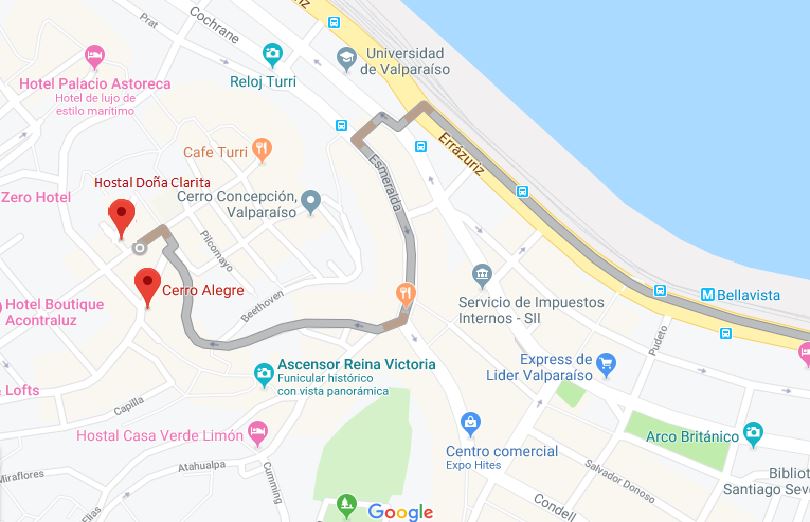 Prat
Cochrane
Universidad
de Valparaíso
Reloj Turri
Hotel Palacio Astoreca
Hotel de lujo de
estilo marítimo
Cafe Turri
Esmeralda
Errázuriz
Hostal Doña Clarita
Zero Hotel
Cerro Concepción,
Valparaíso
Pilcomayo
Cerro Alegre
Beethoven
Hotel Boutique
Acontraluz
Servicio de Impuestos
Internos - SII
Bellavista
Pudeto
Ascensor Reina Victoria
Funicular histórico
con vista panorámica
Express de
Lider Valparaíso
& Lofts
Capilla
Hostal Casa Verde Limón
Arco Británico
Centro comercial
Expo Hites
Atahualpa
Cumming
Miraflores
Elias
Salvador Donoso
Bibliot
Santiago Seve
Condell
Google